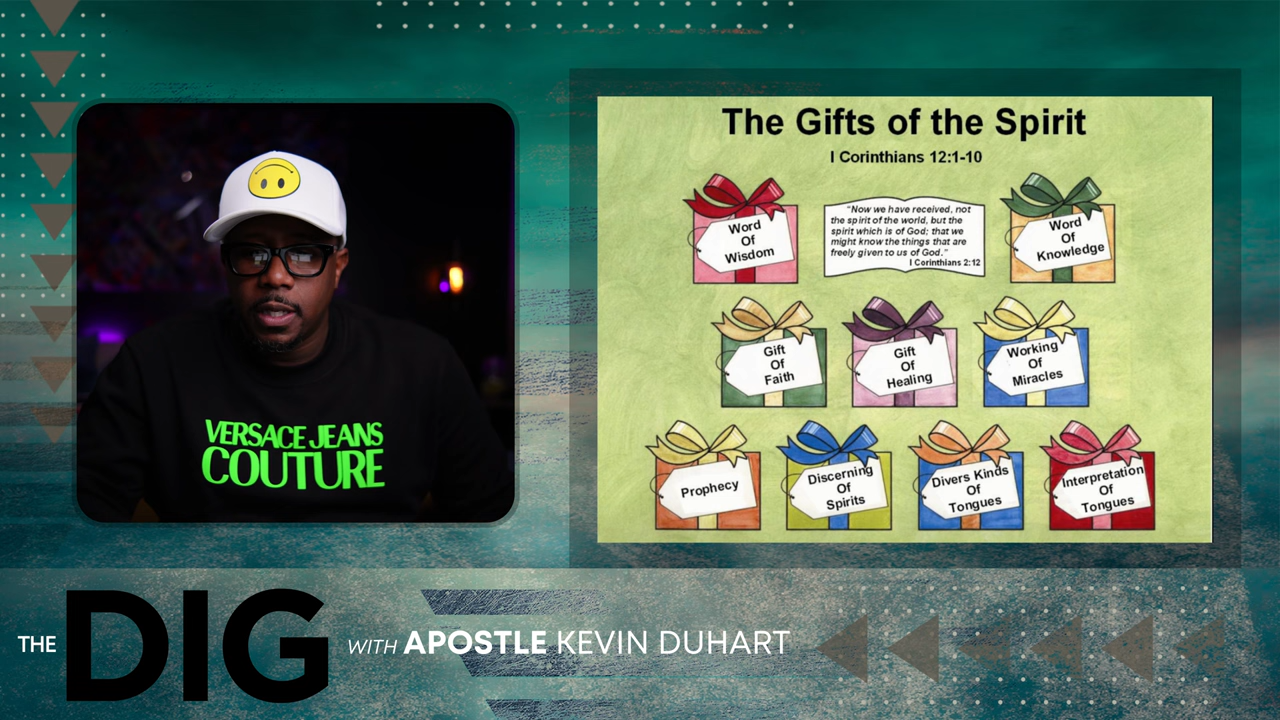 The Gifts of the Spirit
I Corinthians 12:1-10
Word
Of
Wisdom
"Now we have received, not
the spirit of the world, but the
spirit which is of God; that we
might know the things that are
freely given to us of God."
I Corinthians 2:12
Word
Of
Knowledge
Gift
Of
Faith
Gift
Of
Healing
Working
Of
Miracles
Prophecy
Discerning
Of
Spirits
Divers Kinds
Of
Tongues
Interpretation
Of
Tongues
VERSACE JEANS
COUTURE
THE DIG WITH APOSTLE KEVIN DUHART